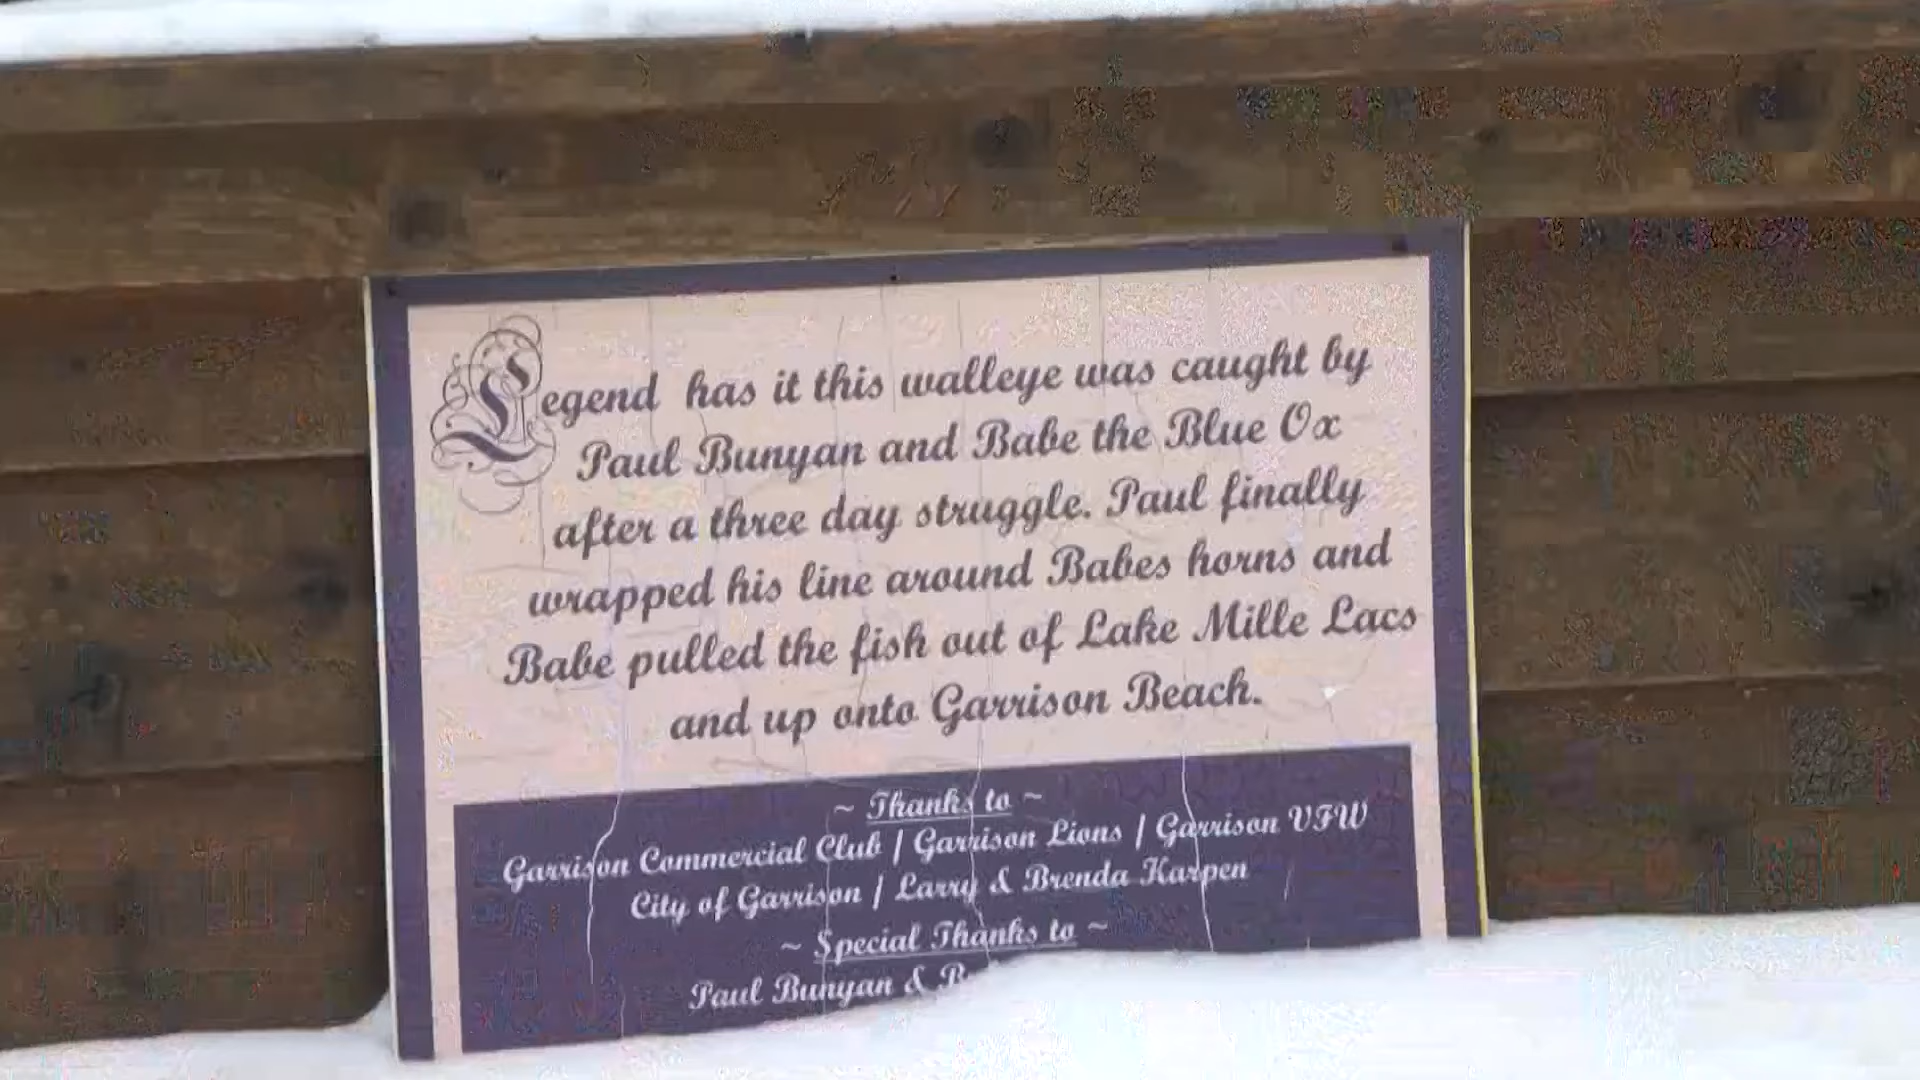 Legend has it this walleye was caught by
Paul Bunyan and Babe the Blue Ox
after a three day struggle. Paul finally
wrapped his line around Babes horns and
Babe pulled the fish out of Lake Mille Lacs
and up onto Garrison Beach.
~ Thanks to ~
Garrison Commercial Club / Garrison Lions / Garrison VFW
City of Garrison / Larry & Brenda Karpen
~ Special Thanks to ~
Paul Bunyan &